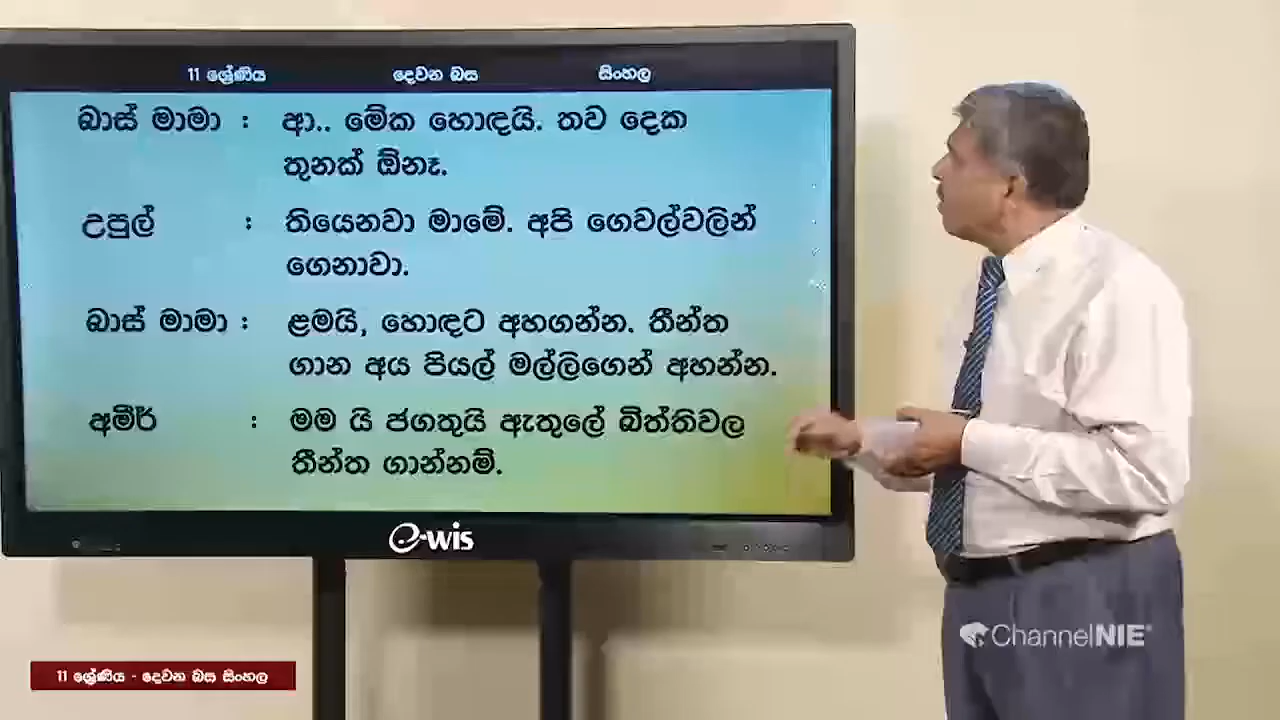 11 ශ්‍රේණිය දෙවන බස සිංහල
බාස් මාමා : ආ.. මේක හොඳයි. තව දෙක
තුනක් ඕනෑ.
උපුල් : තියෙනවා මාමේ. අපි ගෙවල්වලින්
ගෙනාවා.
බාස් මාමා : ළමයි, හොඳට අහගන්න. තීන්ත
ගාන අය පියල් මල්ලිගෙන් අහන්න.
අමීර් : මම යි ජගතුයි ඇතුලේ බිත්තිවල
තීන්ත ගාන්නම්.
e-wis
ChannelNIE
11 ශ්‍රේණිය - දෙවන බස සිංහල